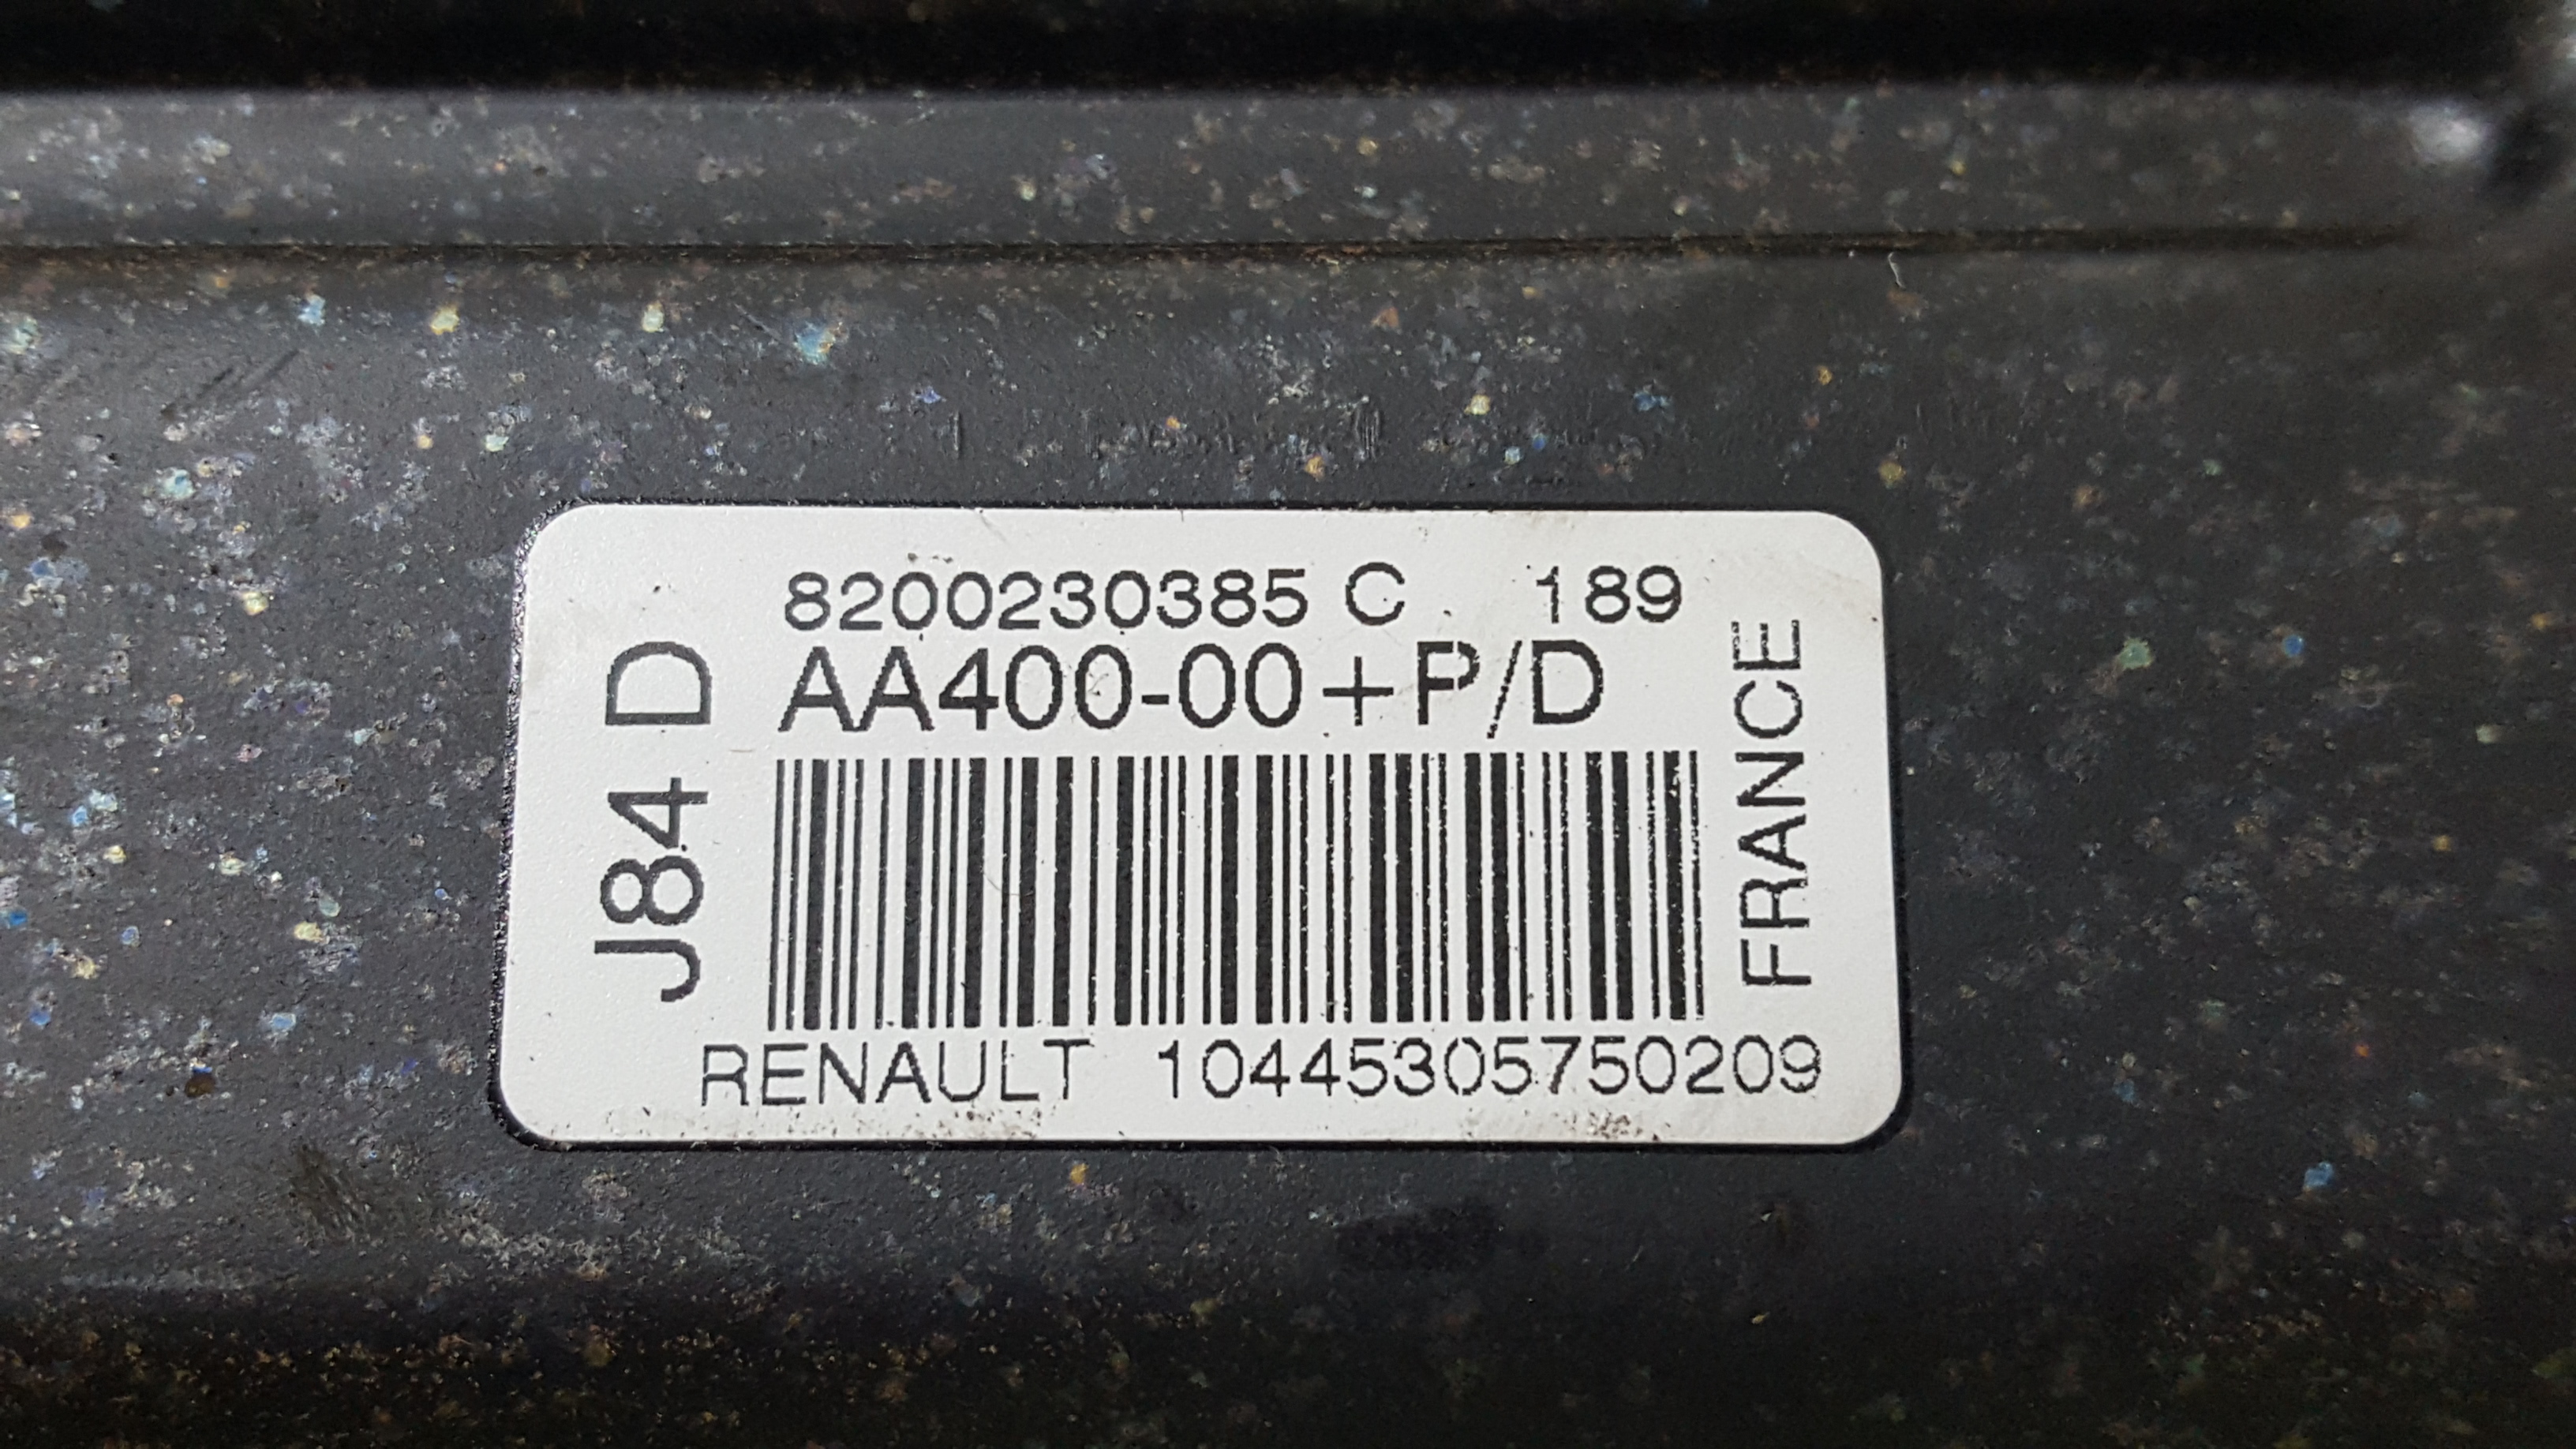 8200230385 C 189
AA400-00+P/D
J84 D
FRANCE
RENAULT 10445305750209